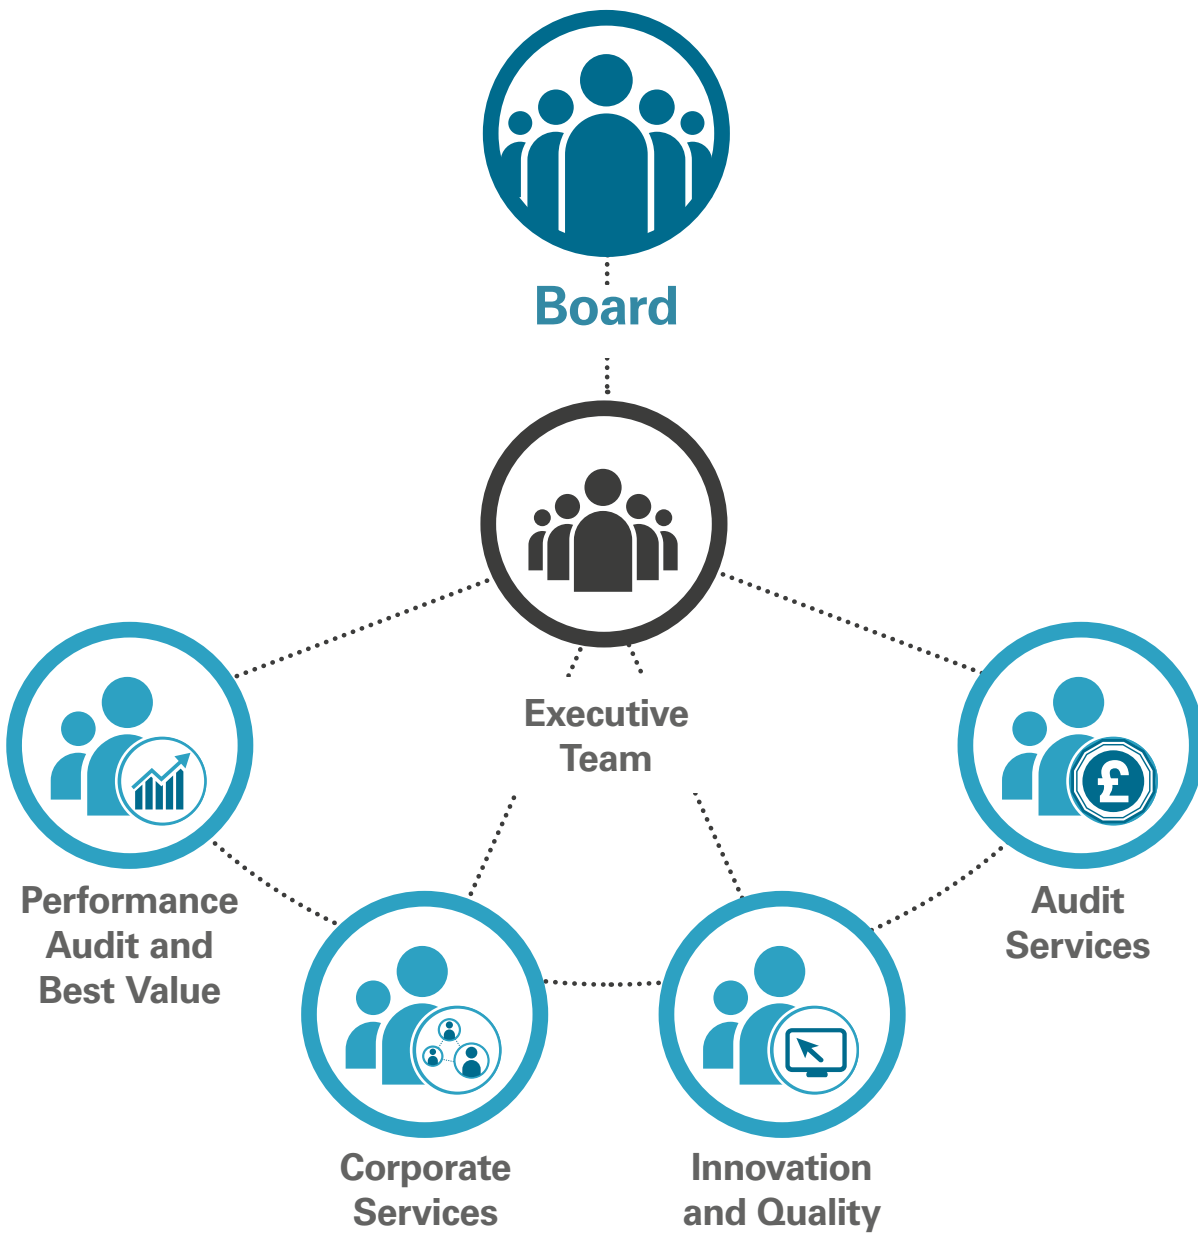 Board
Executive
Team
Performance
Audit and
Best Value
£
Audit
Services
Corporate
Services
Innovation
and Quality